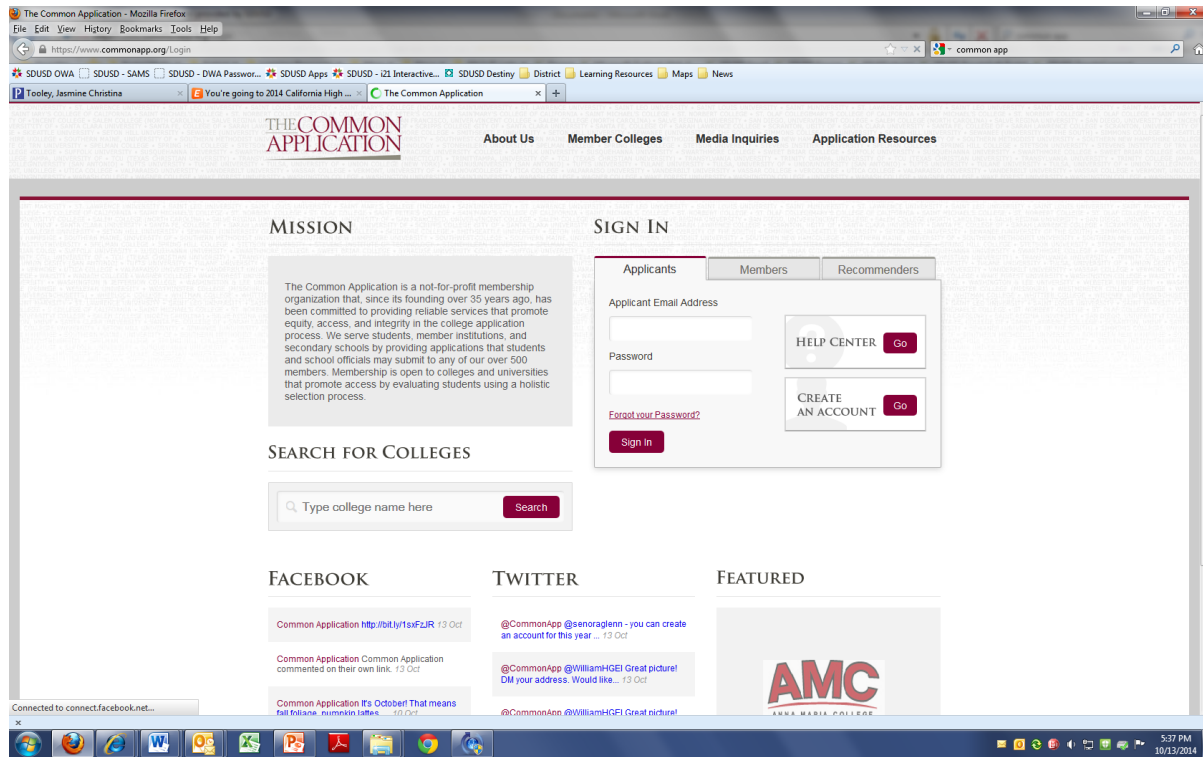 The Common Application - Mozilla Firefox
File Edit View History Bookmarks Tools Help
https://www.commonapp.org/Login
common app
SDUSD OWA SDUSD - SAMS SDUSD - DWA Passwor... SDUSD Apps SDUSD - i21 Interactive... SDUSD Destiny District Learning Resources Maps News
Tooley, Jasmine Christina You're going to 2014 California High ... The Common Application
THE COMMON
APPLICATION
About Us Member Colleges Media Inquiries Application Resources
MISSION
The Common Application is a not-for-profit membership
organization that, since its founding over 35 years ago, has
been committed to providing reliable services that promote
equity, access, and integrity in the college application
process. We serve students, member institutions, and
secondary schools by providing applications that students
and school officials may submit to any of our over 500
members. Membership is open to colleges and universities
that promote access by evaluating students using a holistic
selection process.
SIGN IN
Applicants Members Recommenders
Applicant Email Address
Password
Forgot your Password?
Sign In
HELP CENTER Go
CREATE
AN ACCOUNT Go
SEARCH FOR COLLEGES
Type college name here Search
FACEBOOK
Common Application http://bit.ly/1sxFzJR 13 Oct
Common Application Common Application
commented on their own link. 13 Oct
Common Application It's October! That means
fall foliage, pumpkin lattes ... 10 Oct
TWITTER
@CommonApp @senoraglenn - you can create
an account for this year ... 13 Oct
@CommonApp @WilliamHGEI Great picture!
DM your address. Would like... 13 Oct
@CommonApp @WilliamHGEI Great picture!
FEATURED
AMC
ANNA MARIA COLLEGE
Connected to connect.facebook.net...
5:37 PM
10/13/2014